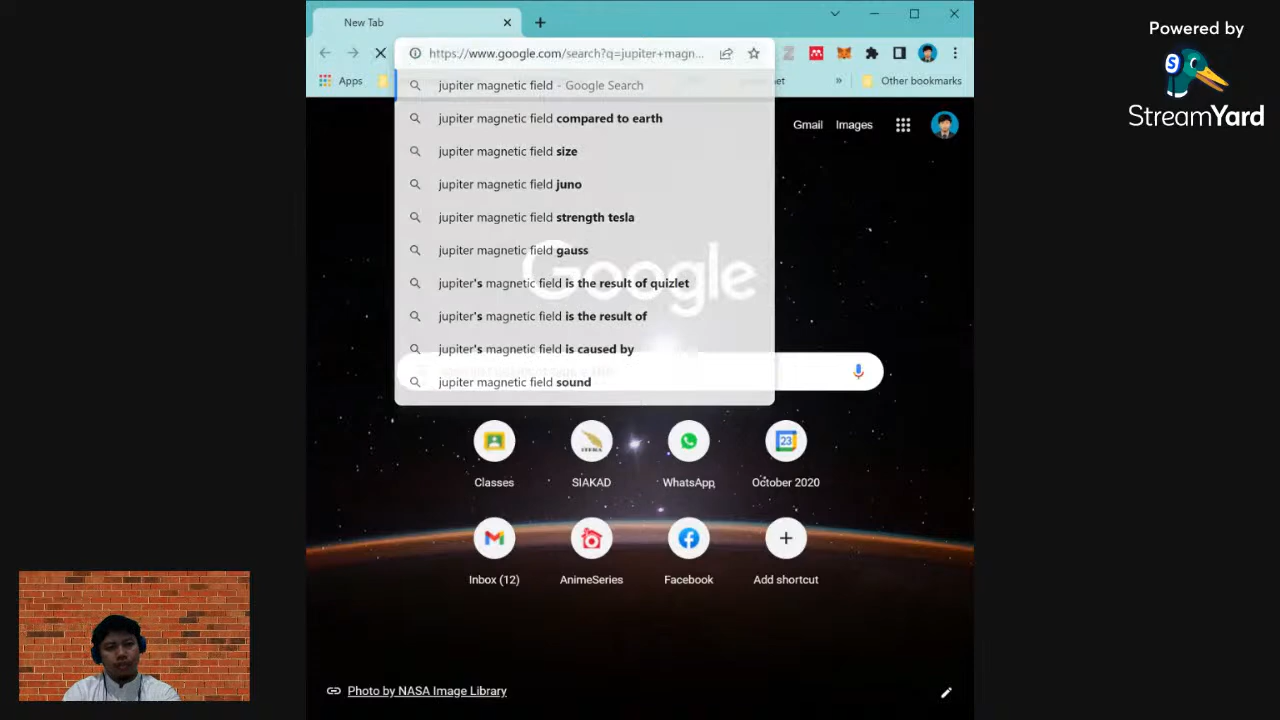 New Tab
Powered by
StreamYard
https://www.google.com/search?q=jupiter+magn...
Apps
Other bookmarks
jupiter magnetic field - Google Search
jupiter magnetic field compared to earth
jupiter magnetic field size
jupiter magnetic field juno
jupiter magnetic field strength tesla
jupiter magnetic field gauss
jupiter's magnetic field is the result of quizlet
jupiter's magnetic field is the result of
jupiter's magnetic field is caused by
jupiter magnetic field sound
Gmail
Images
Google
Classes
SIAKAD
WhatsApp
23
October 2020
Inbox (12)
AnimeSeries
Facebook
Add shortcut
Photo by NASA Image Library